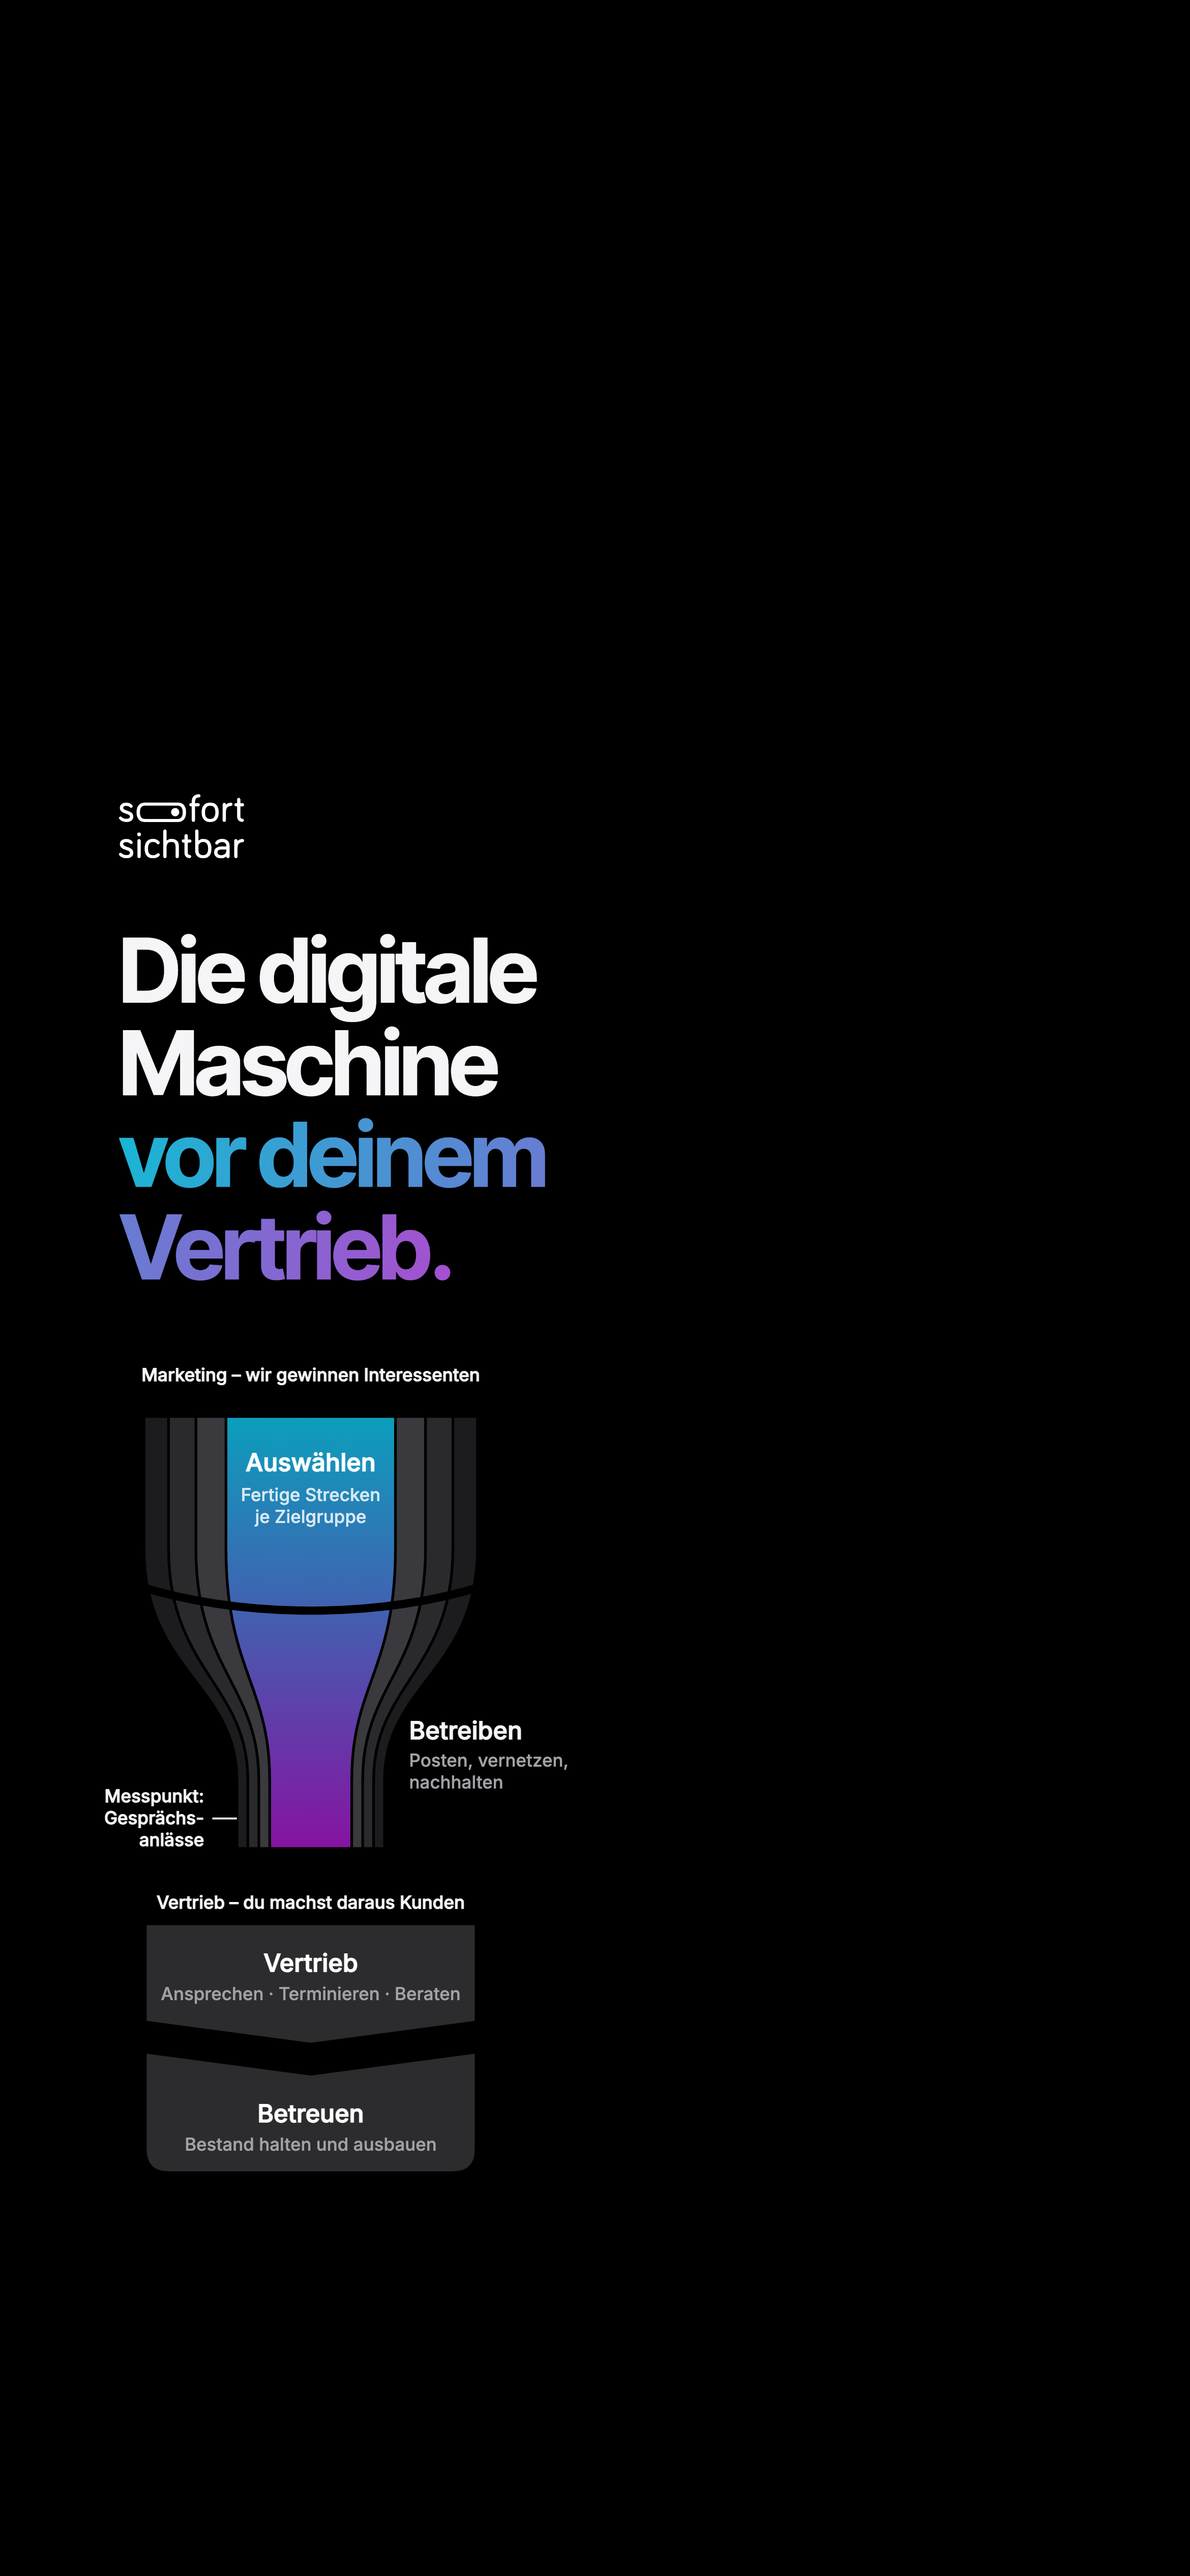 sofort
sichtbar
Die digitale
Maschine
vor deinem
Vertrieb.
Marketing – wir gewinnen Interessenten
Auswählen
Fertige Strecken
je Zielgruppe
Betreiben
Posten, vernetzen,
nachhalten
Messpunkt:
Gesprächs-
anlässe
Vertrieb – du machst daraus Kunden
Vertrieb
Ansprechen · Terminieren · Beraten
Betreuen
Bestand halten und ausbauen